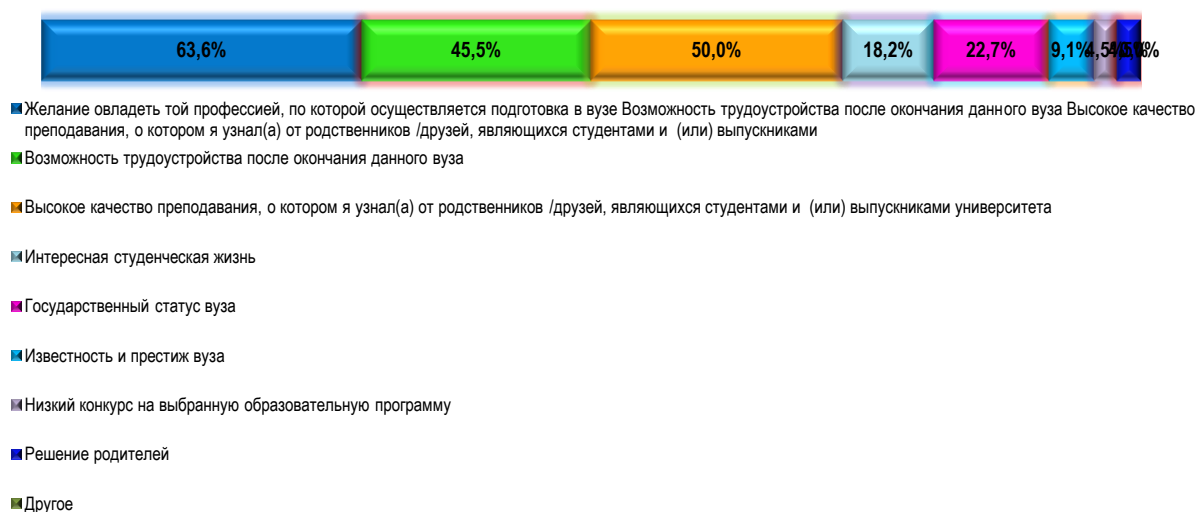 63,6% 45,5% 50,0% 18,2% 22,7% 9,1% 4,5%
Желание овладеть той профессией, по которой осуществляется подготовка в вузе Возможность трудоустройства после окончания данного вуза Высокое качество
преподавания, о котором я узнал(а) от родственников /друзей, являющихся студентами и (или) выпускниками
Возможность трудоустройства после окончания данного вуза
Высокое качество преподавания, о котором я узнал(а) от родственников /друзей, являющихся студентами и (или) выпускниками университета
Интересная студенческая жизнь
Государственный статус вуза
Известность и престиж вуза
Низкий конкурс на выбранную образовательную программу
Решение родителей
Другое